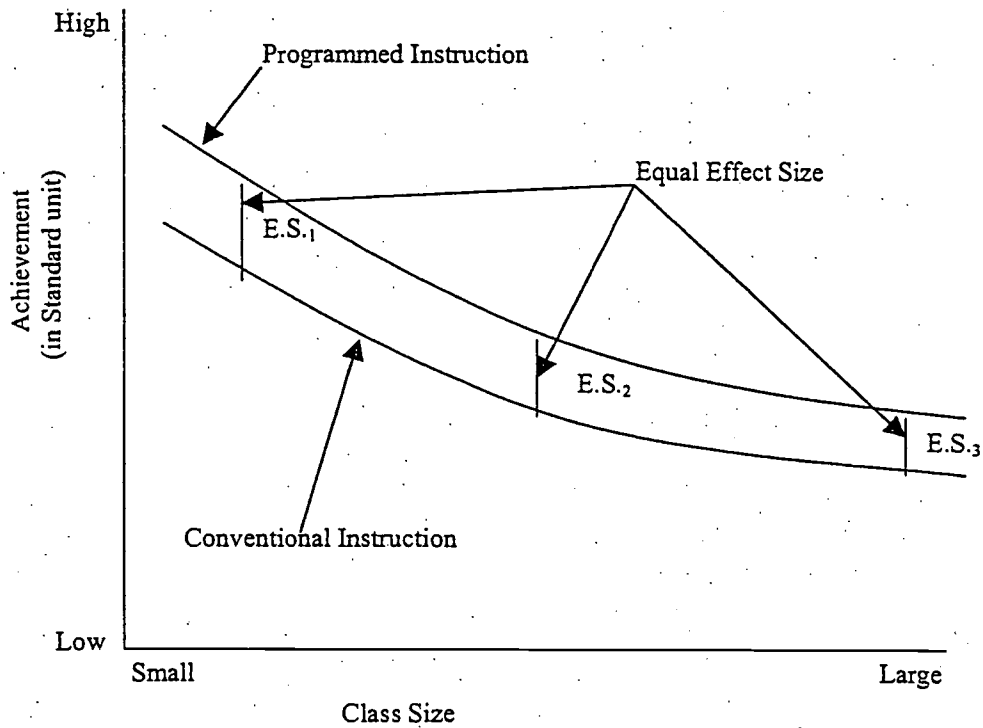 High
Programmed Instruction
Equal Effect Size
Achievement
(in Standard unit)
E.S.₁
E.S.₂
E.S.₃
Conventional Instruction
Low
Small
Large
Class Size